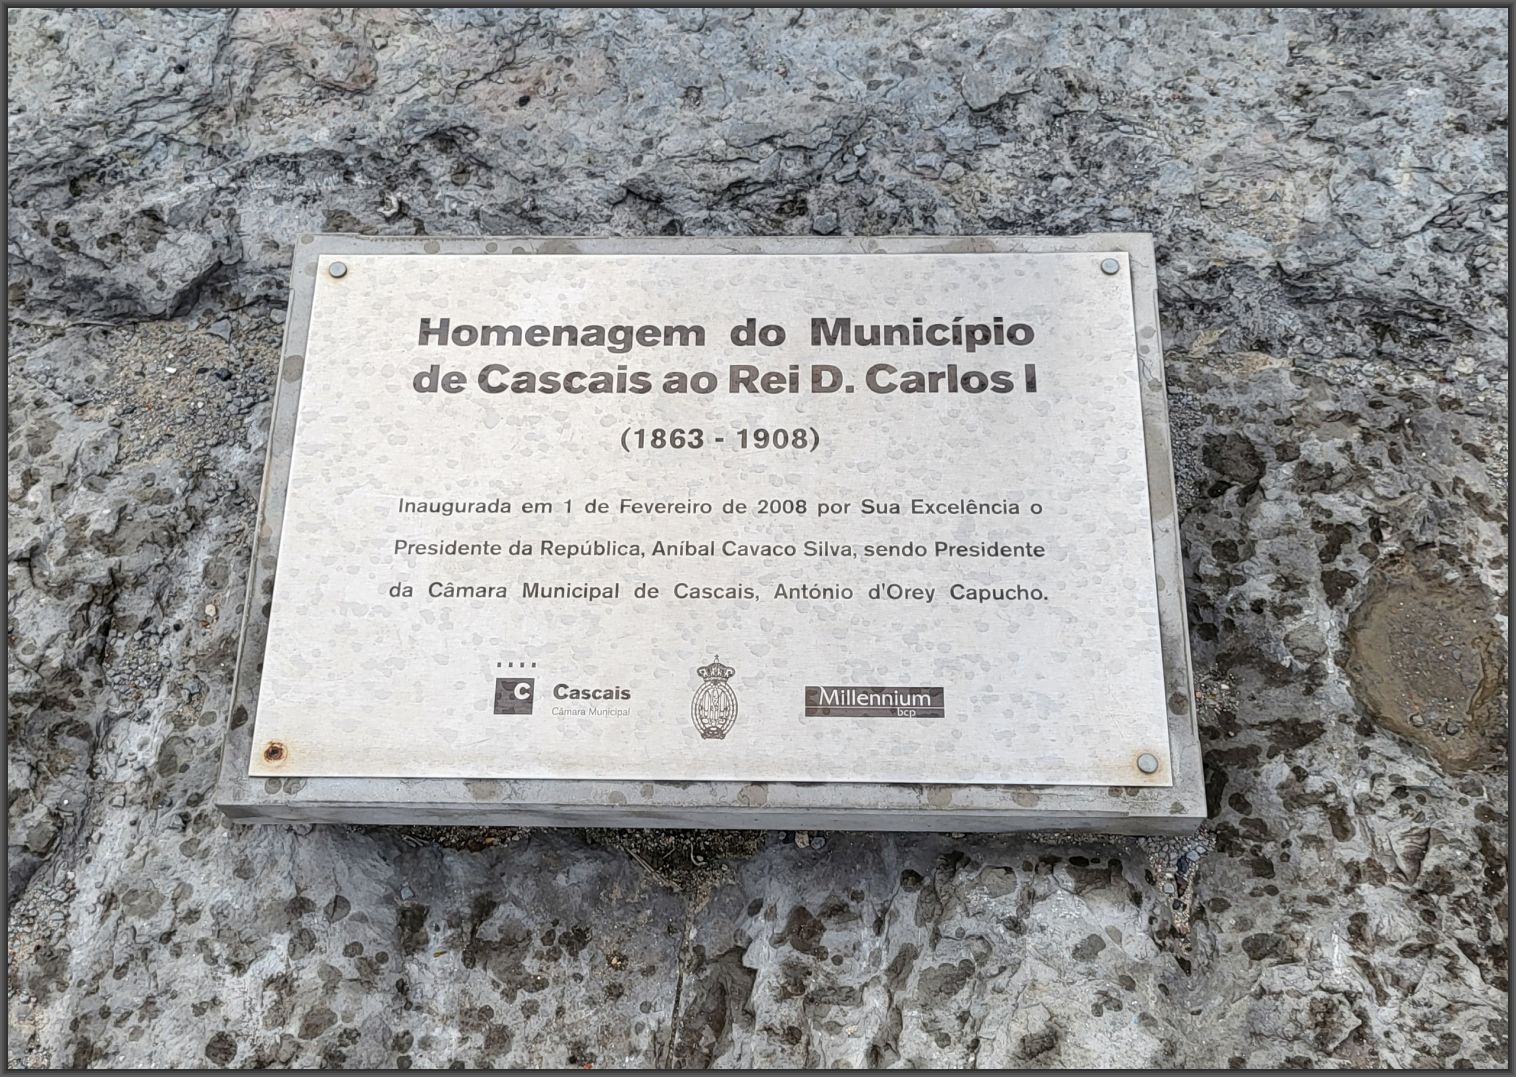 Homenagem do Município
de Cascais ao Rei D. Carlos I
(1863 - 1908)
Inaugurada em 1 de Fevereiro de 2008 por Sua Excelência o
Presidente da República, Aníbal Cavaco Silva, sendo Presidente
da Câmara Municipal de Cascais, António d'Orey Capucho.
C Cascais
Câmara Municipal
Millennium
bcp